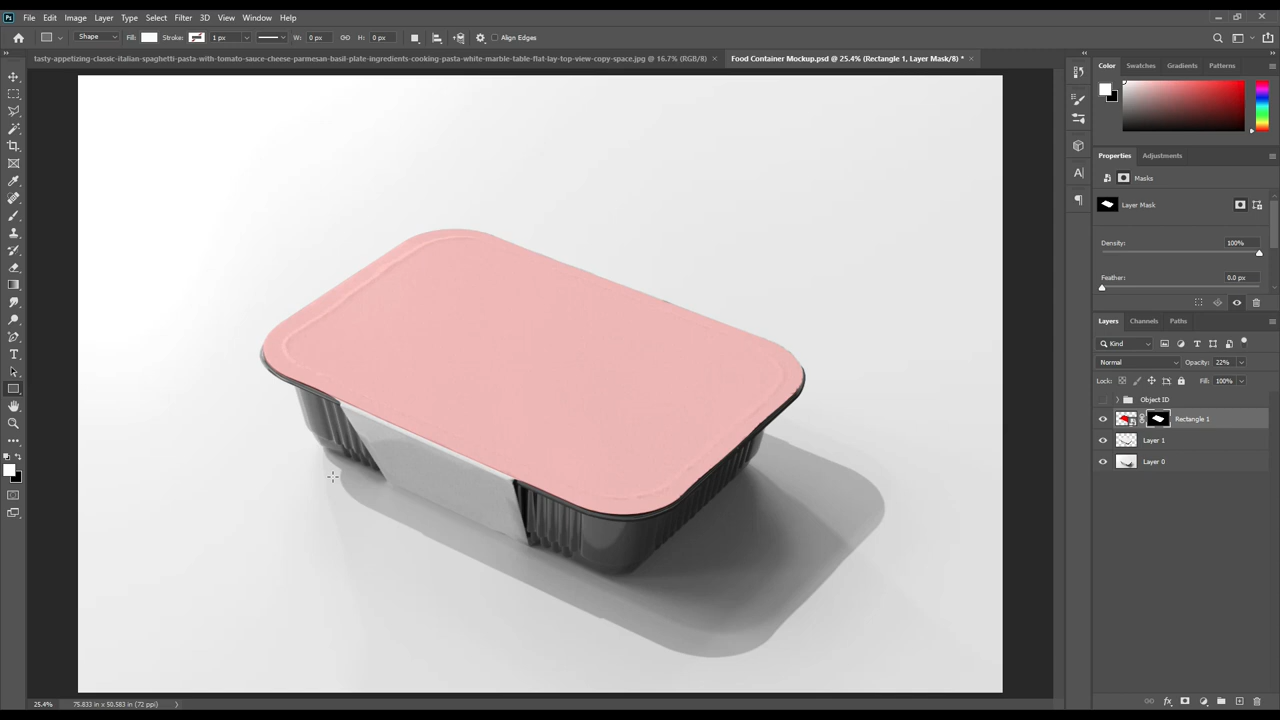 Ps File Edit Image Layer Type Select Filter 3D View Window Help
Shape Fill: Stroke: 1 px W: 0 px H: 0 px Align Edges
tasty-appetizing-classic-italian-spaghetti-pasta-with-tomato-sauce-cheese-parmesan-basil-plate-ingredients-cooking-pasta-white-marble-table-flat-lay-top-view-copy-space.jpg @ 16.7% (RGB/8) × Food Container Mockup.psd @ 25.4% (Rectangle 1, Layer Mask/8) * ×
Color Swatches Gradients Patterns
Properties Adjustments
Masks
Layer Mask
Density: 100%
Feather: 0.0 px
Layers Channels Paths
Kind
Normal Opacity: 22%
Lock: Fill: 100%
Object ID
Rectangle 1
Layer 1
Layer 0
25.4% 75.833 in x 50.583 in (72 ppi)